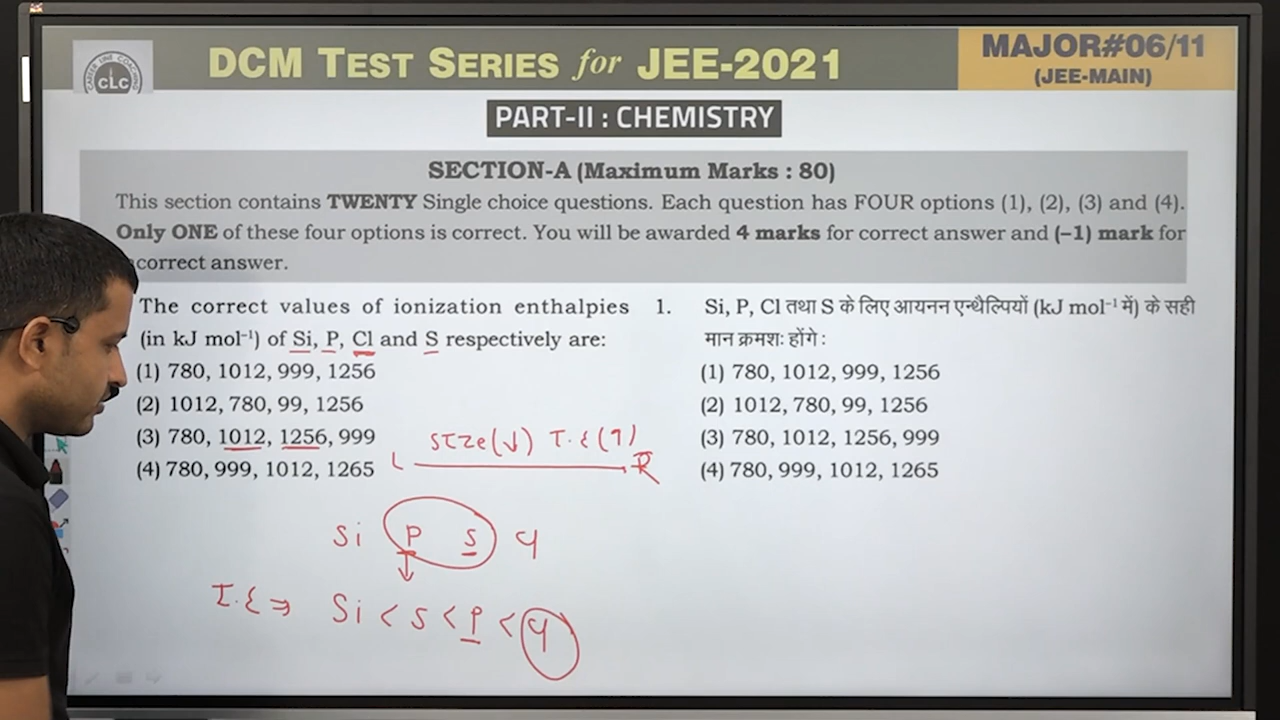 DCM TEST SERIES for JEE-2021
MAJOR#06/11
(JEE-MAIN)
CLC
PART-II : CHEMISTRY
SECTION-A (Maximum Marks : 80)
This section contains TWENTY Single choice questions. Each question has FOUR options (1), (2), (3) and (4).
Only ONE of these four options is correct. You will be awarded 4 marks for correct answer and (–1) mark for
correct answer.
The correct values of ionization enthalpies
(in kJ mol⁻¹) of Si, P, Cl and S respectively are:
(1) 780, 1012, 999, 1256
(2) 1012, 780, 99, 1256
(3) 780, 1012, 1256, 999
(4) 780, 999, 1012, 1265
1. Si, P, Cl तथा S के लिए आयनन एन्थैल्पियों (kJ mol⁻¹ में) के सही
मान क्रमशः होंगे :
(1) 780, 1012, 999, 1256
(2) 1012, 780, 99, 1256
(3) 780, 1012, 1256, 999
(4) 780, 999, 1012, 1265
size(↓) I.E(↑)
L R
Si P S Cl
I.E ⇒ Si < S < P < Cl